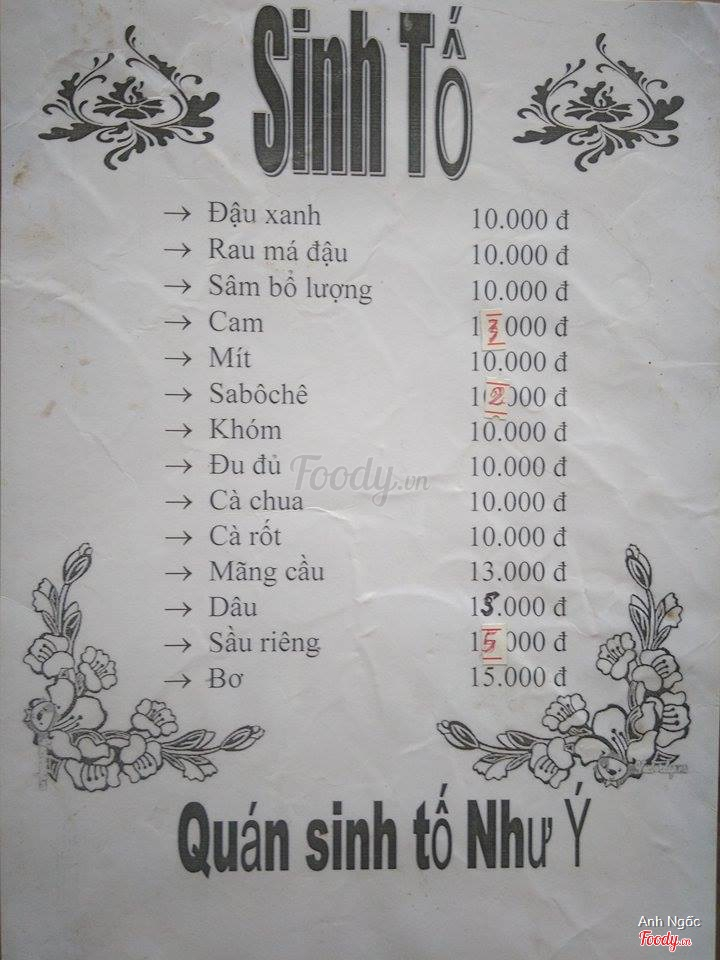 Sinh Tố
→ Đậu xanh 10.000 đ
→ Rau má đậu 10.000 đ
→ Sâm bổ lượng 10.000 đ
→ Cam 13.000 đ
→ Mít 10.000 đ
→ Sabôchê 12.000 đ
→ Khóm 10.000 đ
→ Đu đủ 10.000 đ
→ Cà chua 10.000 đ
→ Cà rốt 10.000 đ
→ Mãng cầu 13.000 đ
→ Dâu 15.000 đ
→ Sầu riêng 15.000 đ
→ Bơ 15.000 đ
Foody.vn
Quán sinh tố Như Ý
Anh Ngốc
Foody.vn